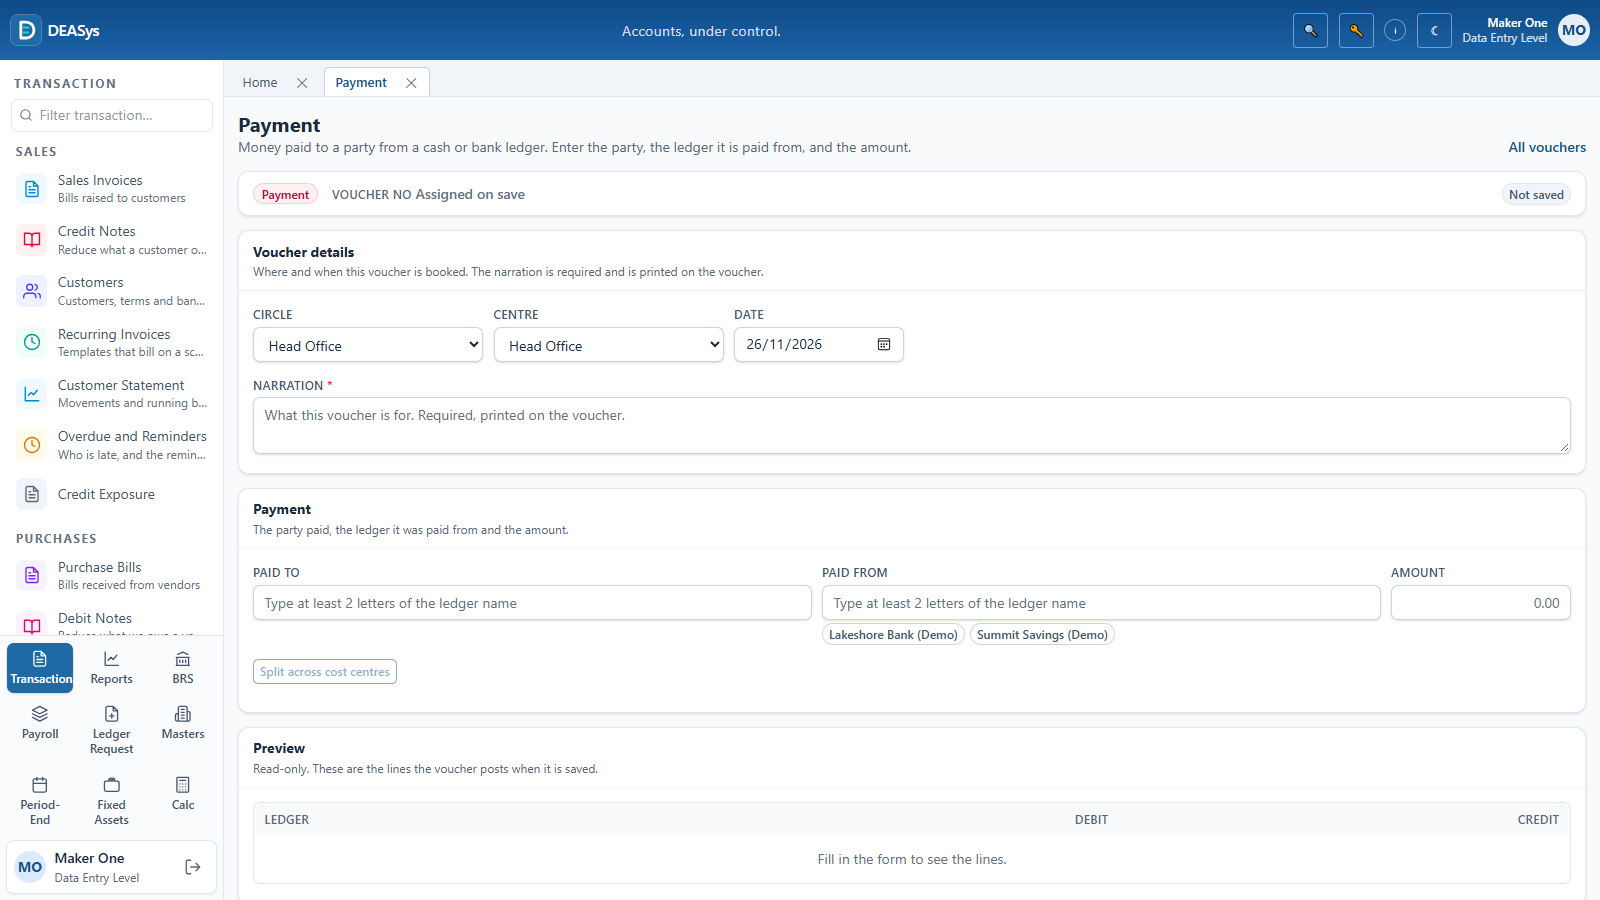 DEASys
Accounts, under control.
Maker One
Data Entry Level
MO
TRANSACTION
Filter transaction...
SALES
Sales Invoices
Bills raised to customers
Credit Notes
Reduce what a customer o...
Customers
Customers, terms and ban...
Recurring Invoices
Templates that bill on a sc...
Customer Statement
Movements and running b...
Overdue and Reminders
Who is late, and the remin...
Credit Exposure
PURCHASES
Purchase Bills
Bills received from vendors
Debit Notes
Transaction
Reports
BRS
Payroll
Ledger Request
Masters
Period-End
Fixed Assets
Calc
MO
Maker One
Data Entry Level
Home
Payment
Payment
Money paid to a party from a cash or bank ledger. Enter the party, the ledger it is paid from, and the amount.
All vouchers
Payment
VOUCHER NO Assigned on save
Not saved
Voucher details
Where and when this voucher is booked. The narration is required and is printed on the voucher.
CIRCLE
CENTRE
DATE
Head Office
Head Office
26/11/2026
NARRATION *
What this voucher is for. Required, printed on the voucher.
Payment
The party paid, the ledger it was paid from and the amount.
PAID TO
PAID FROM
AMOUNT
Type at least 2 letters of the ledger name
Type at least 2 letters of the ledger name
0.00
Lakeshore Bank (Demo)
Summit Savings (Demo)
Split across cost centres
Preview
Read-only. These are the lines the voucher posts when it is saved.
LEDGER
DEBIT
CREDIT
Fill in the form to see the lines.